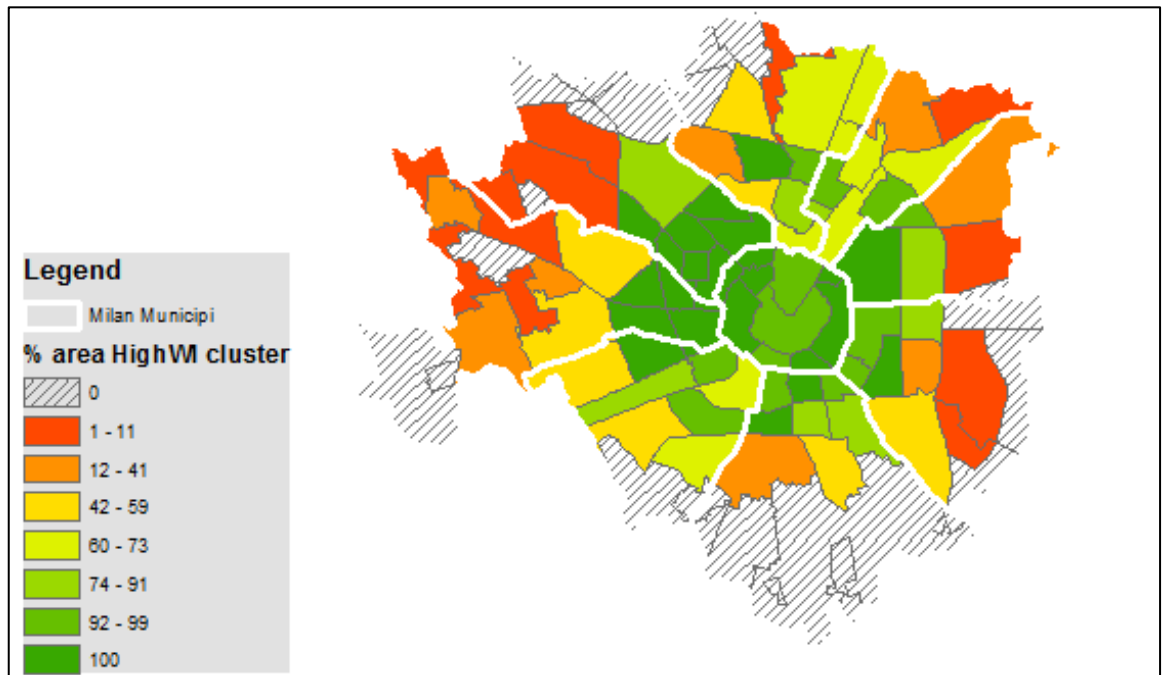 Legend
Milan Municipi
% area HighWI cluster
0
1 - 11
12 - 41
42 - 59
60 - 73
74 - 91
92 - 99
100